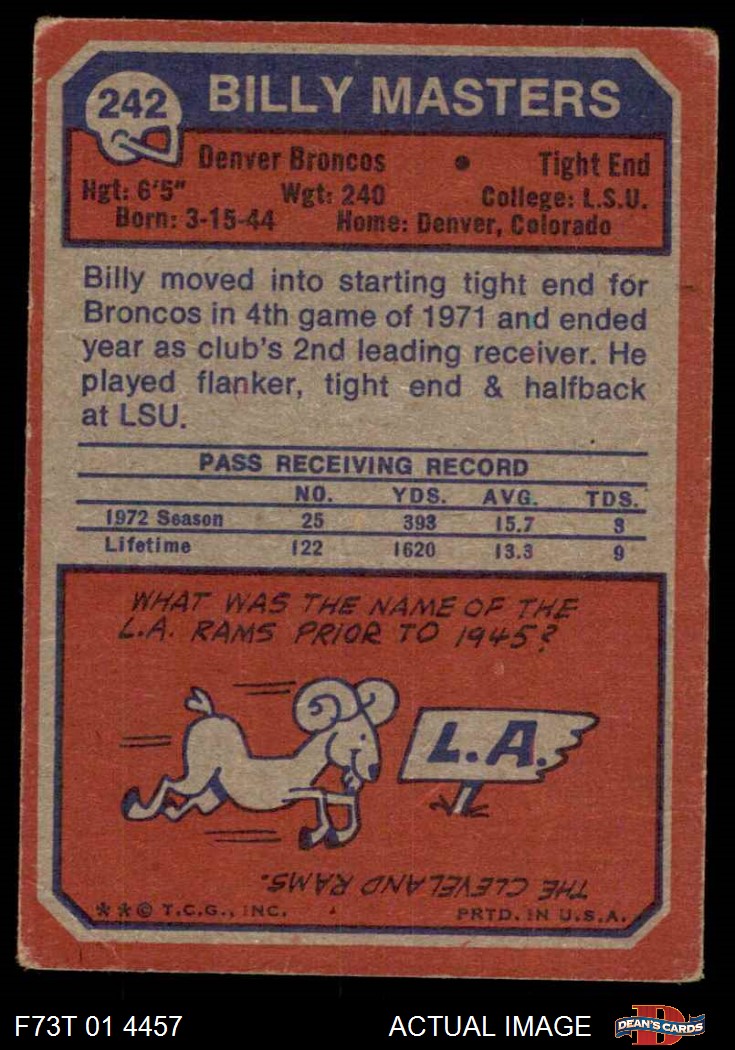 242 BILLY MASTERS
Denver Broncos • Tight End
Hgt: 6'5" Wgt: 240 College: L.S.U.
Born: 3-15-44 Home: Denver, Colorado
Billy moved into starting tight end for
Broncos in 4th game of 1971 and ended
year as club's 2nd leading receiver. He
played flanker, tight end & halfback
at LSU.
PASS RECEIVING RECORD
NO. YDS. AVG. TDS.
1972 Season 25 393 15.7 3
Lifetime 122 1620 13.3 9
WHAT WAS THE NAME OF THE
L.A. RAMS PRIOR TO 1945?
L.A.
THE CLEVELAND RAMS.
**© T.C.G., INC. PRTD. IN U.S.A.
F73T 01 4457 ACTUAL IMAGE DEAN'S CARDS